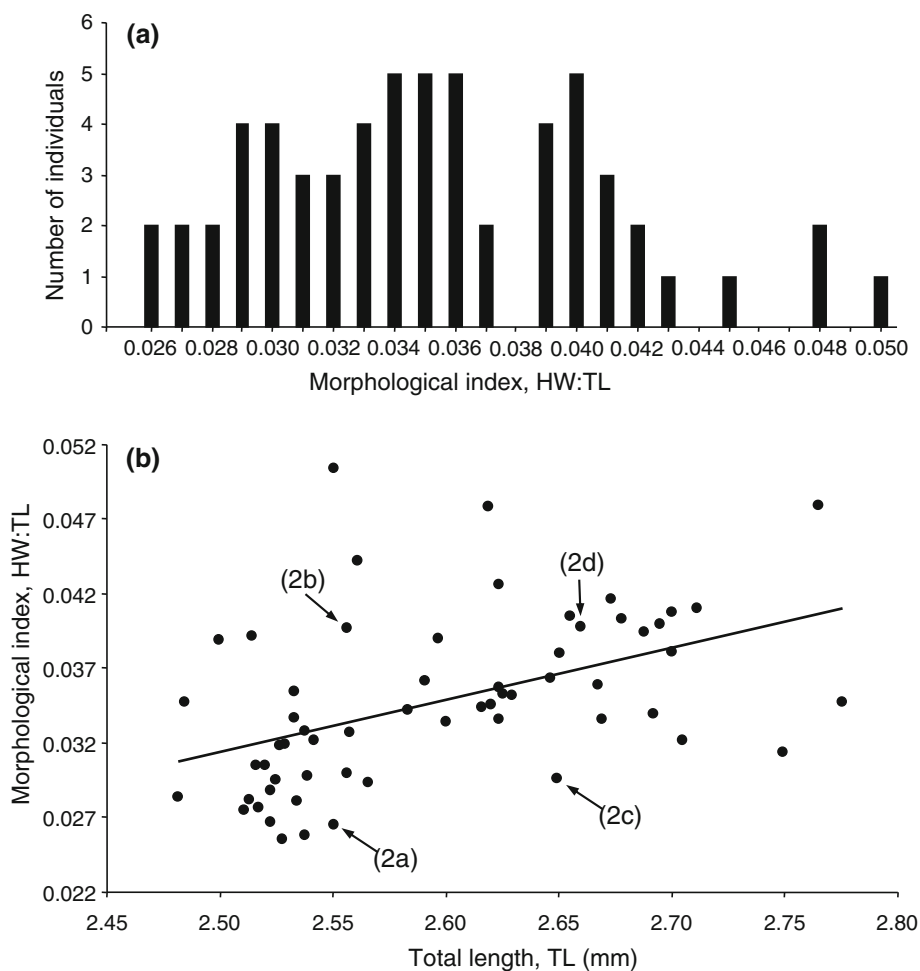 (a)
Number of individuals
6
5
4
3
2
1
0
0.026 0.028 0.030 0.032 0.034 0.036 0.038 0.040 0.042 0.044 0.046 0.048 0.050
Morphological index, HW:TL
(b)
Morphological index, HW:TL
0.052
0.047
0.042
0.037
0.032
0.027
0.022
(2b)
(2d)
(2c)
(2a)
2.45 2.50 2.55 2.60 2.65 2.70 2.75 2.80
Total length, TL (mm)